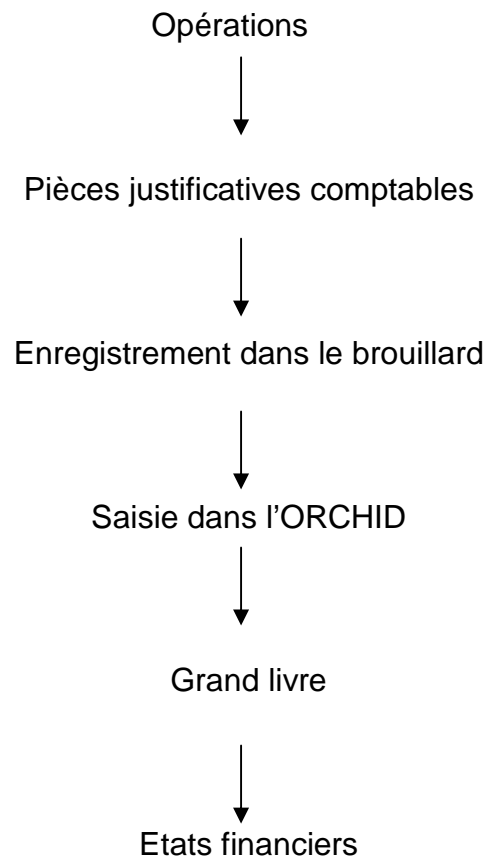 Opérations
Pièces justificatives comptables
Enregistrement dans le brouillard
Saisie dans l'ORCHID
Grand livre
Etats financiers